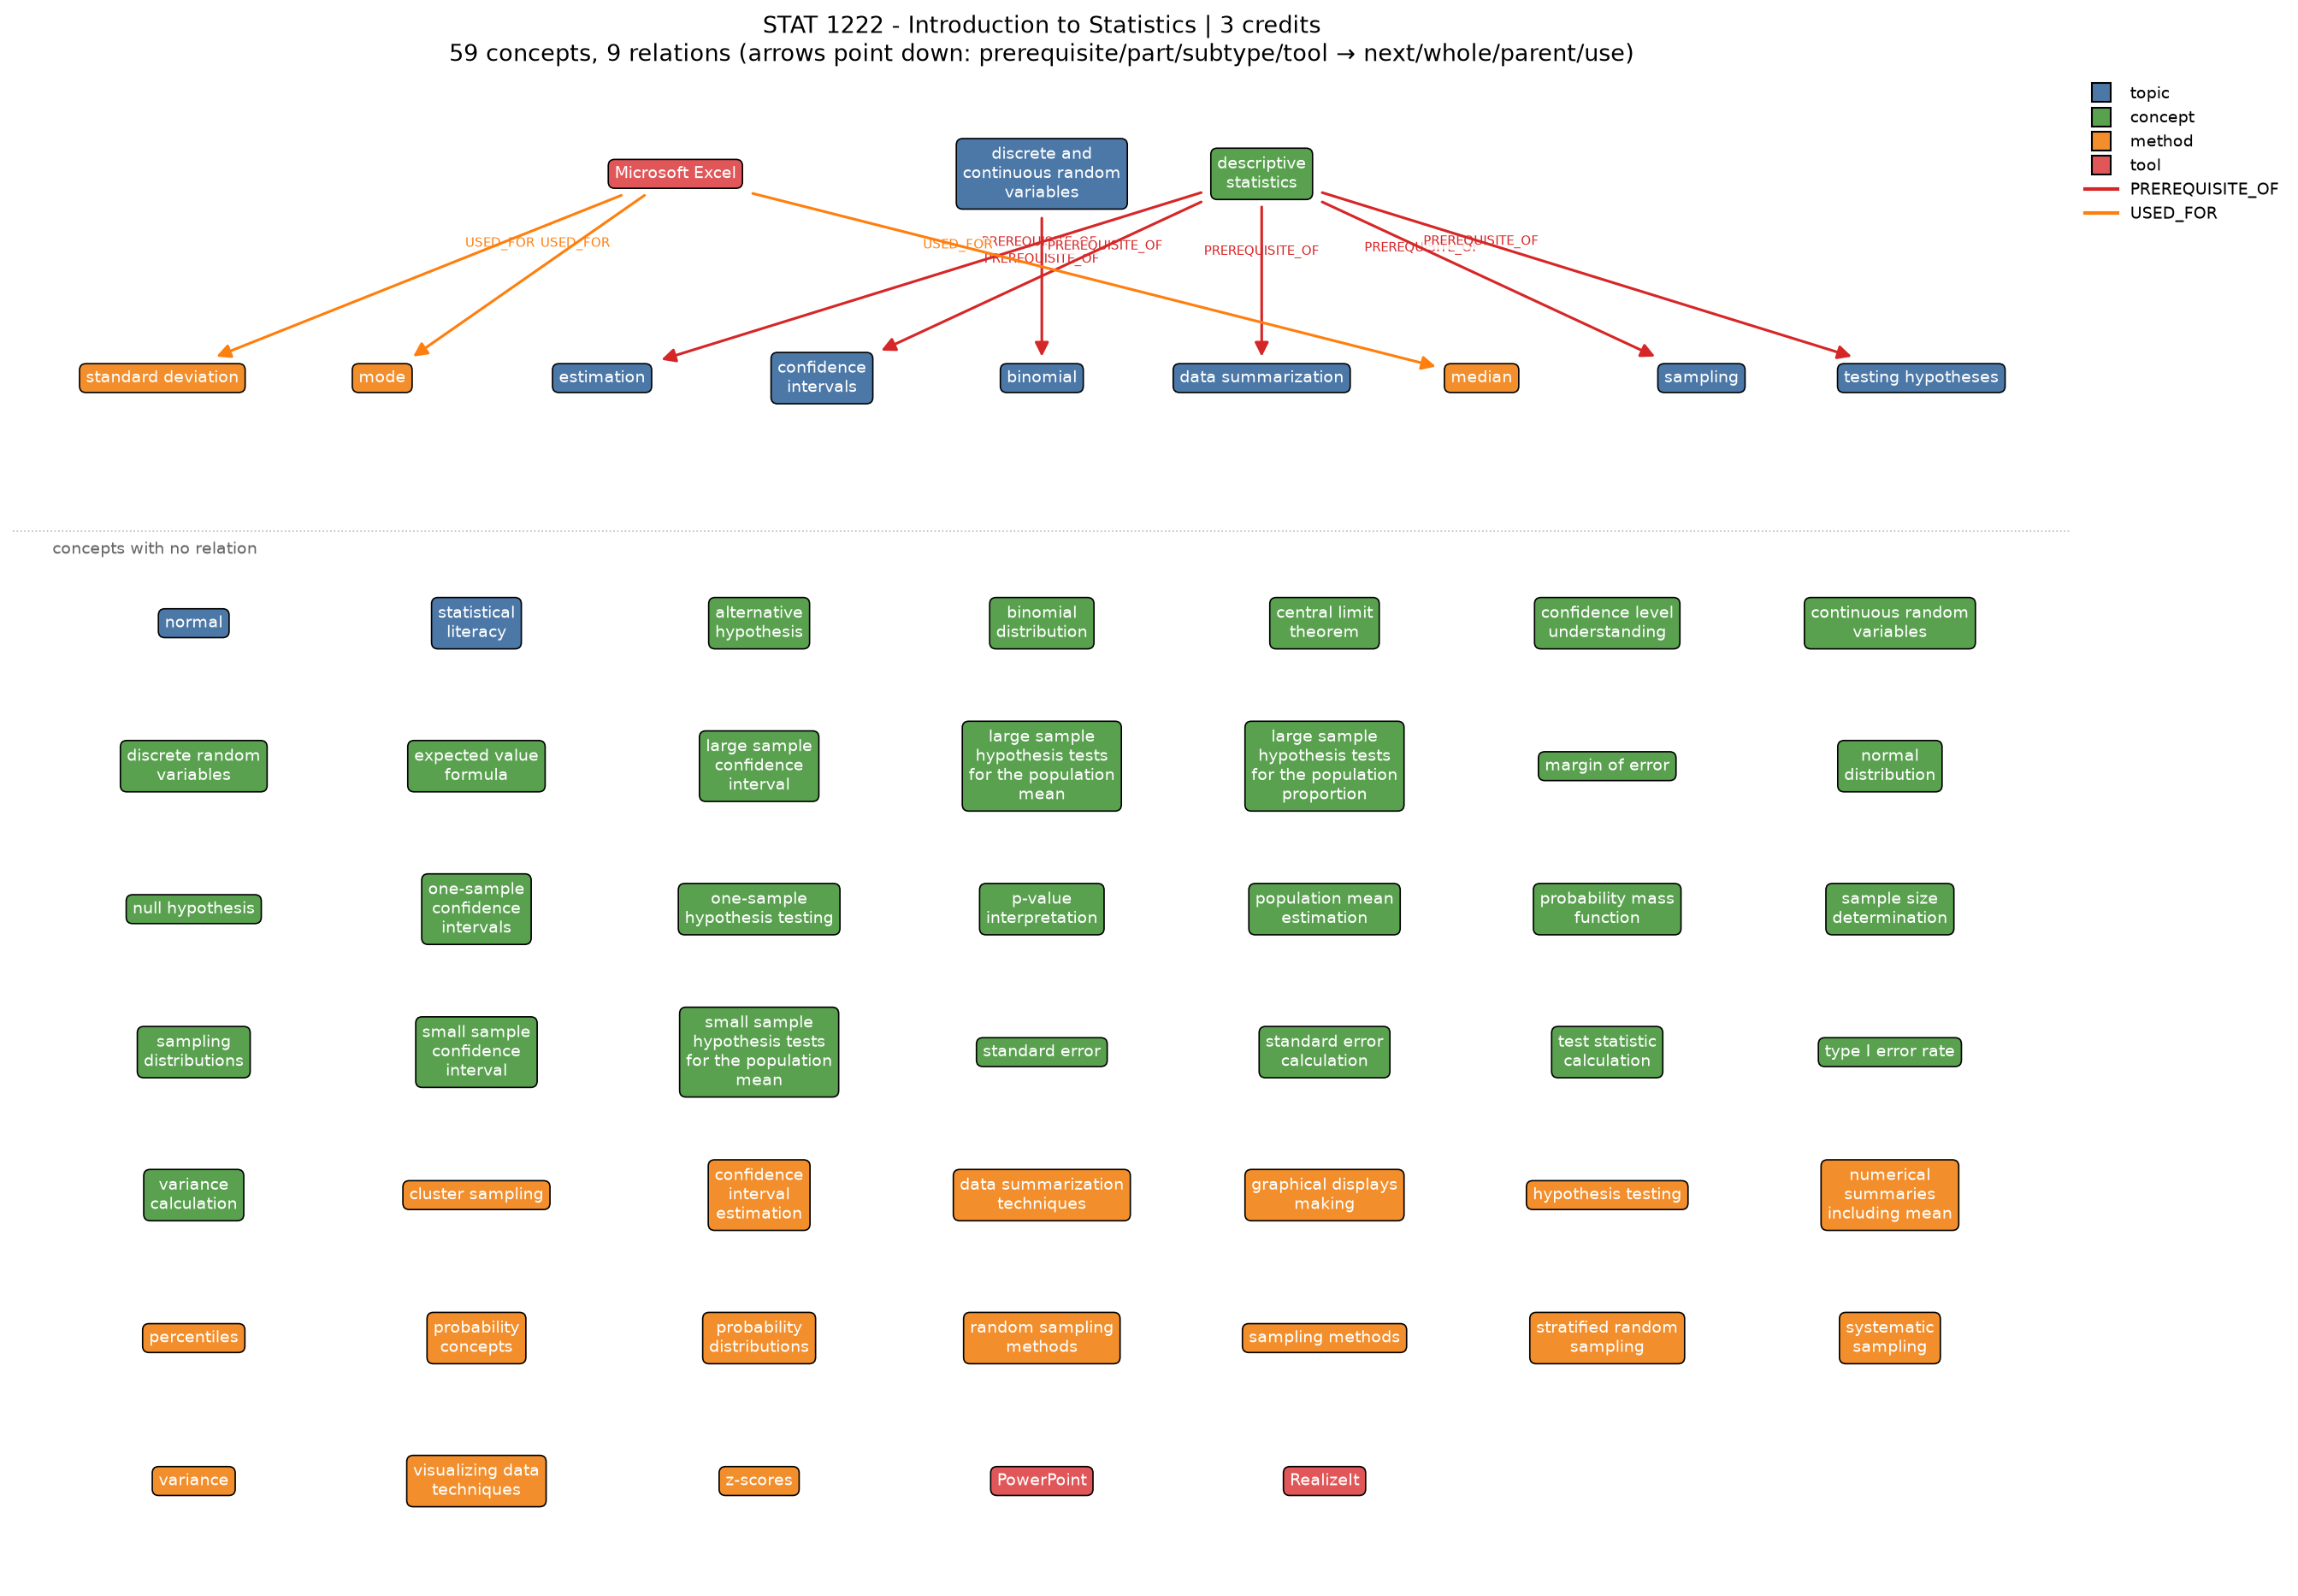 STAT 1222 - Introduction to Statistics | 3 credits
59 concepts, 9 relations (arrows point down: prerequisite/part/subtype/tool → next/whole/parent/use)
topic
concept
method
tool
PREREQUISITE_OF
USED_FOR
Microsoft Excel
discrete and
continuous random
variables
descriptive
statistics
USED_FOR
USED_FOR
USED_FOR
PREREQUISITE_OF
PREREQUISITE_OF
PREREQUISITE_OF
PREREQUISITE_OF
PREREQUISITE_OF
PREREQUISITE_OF
standard deviation
mode
estimation
confidence
intervals
binomial
data summarization
median
sampling
testing hypotheses
concepts with no relation
normal
statistical
literacy
alternative
hypothesis
binomial
distribution
central limit
theorem
confidence level
understanding
continuous random
variables
discrete random
variables
expected value
formula
large sample
confidence
interval
large sample
hypothesis tests
for the population
mean
large sample
hypothesis tests
for the population
proportion
margin of error
normal
distribution
null hypothesis
one-sample
confidence
intervals
one-sample
hypothesis testing
p-value
interpretation
population mean
estimation
probability mass
function
sample size
determination
sampling
distributions
small sample
confidence
interval
small sample
hypothesis tests
for the population
mean
standard error
standard error
calculation
test statistic
calculation
type I error rate
variance
calculation
cluster sampling
confidence
interval
estimation
data summarization
techniques
graphical displays
making
hypothesis testing
numerical
summaries
including mean
percentiles
probability
concepts
probability
distributions
random sampling
methods
sampling methods
stratified random
sampling
systematic
sampling
variance
visualizing data
techniques
z-scores
PowerPoint
RealizeIt